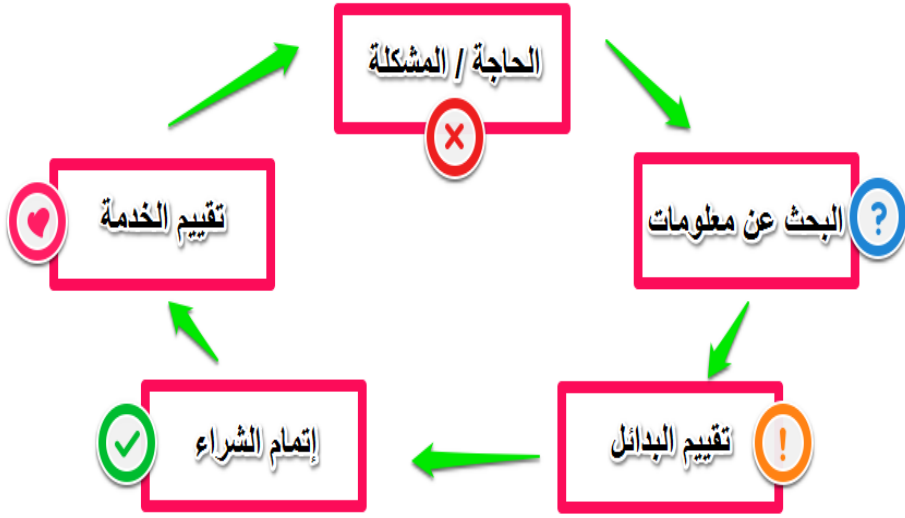 الحاجة / المشكلة
البحث عن معلومات
تقييم البدائل
إتمام الشراء
تقييم الخدمة